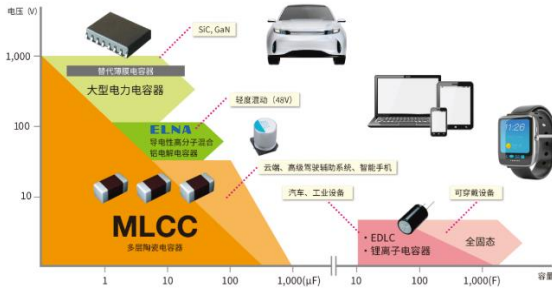 电压 (V)
SiC, GaN
1,000
替代薄膜电容器
大型电力电容器
轻度混动（48V）
100
ELNA
导电性高分子混合
铝电解电容器
云端、高级驾驶辅助系统、智能手机
10
MLCC
多层陶瓷电容器
汽车、工业设备
可穿戴设备
・EDLC
・锂离子电容器
全固态
11:28
1 10 100 1,000(μF) 10 100 1,000(F) 容量